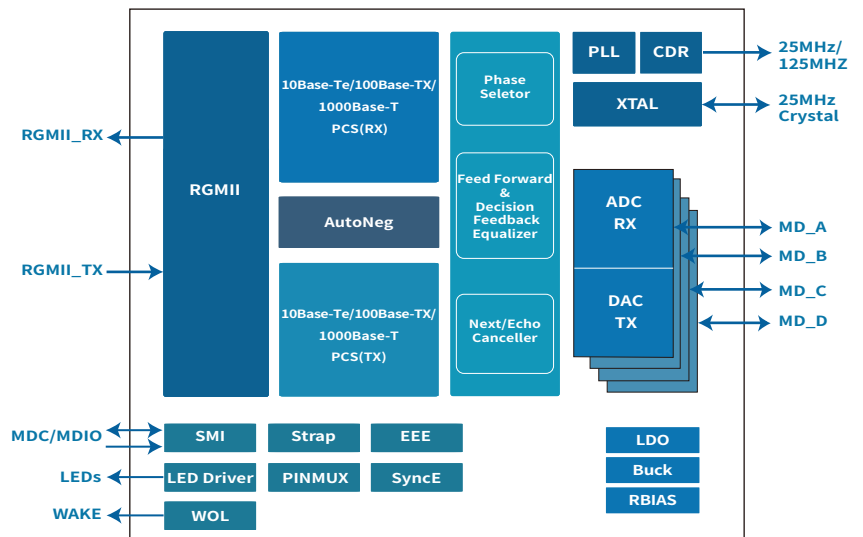 RGMII_RX
RGMII_TX
MDC/MDIO
LEDs
WAKE
RGMII
10Base-Te/100Base-TX/
1000Base-T
PCS(RX)
AutoNeg
10Base-Te/100Base-TX/
1000Base-T
PCS(TX)
Phase
Seletor
Feed Forward
&
Decision
Feedback
Equalizer
Next/Echo
Canceller
PLL
CDR
XTAL
25MHz/
125MHZ
25MHz
Crystal
ADC
RX
DAC
TX
MD_A
MD_B
MD_C
MD_D
SMI
Strap
EEE
LED Driver
PINMUX
SyncE
WOL
LDO
Buck
RBIAS